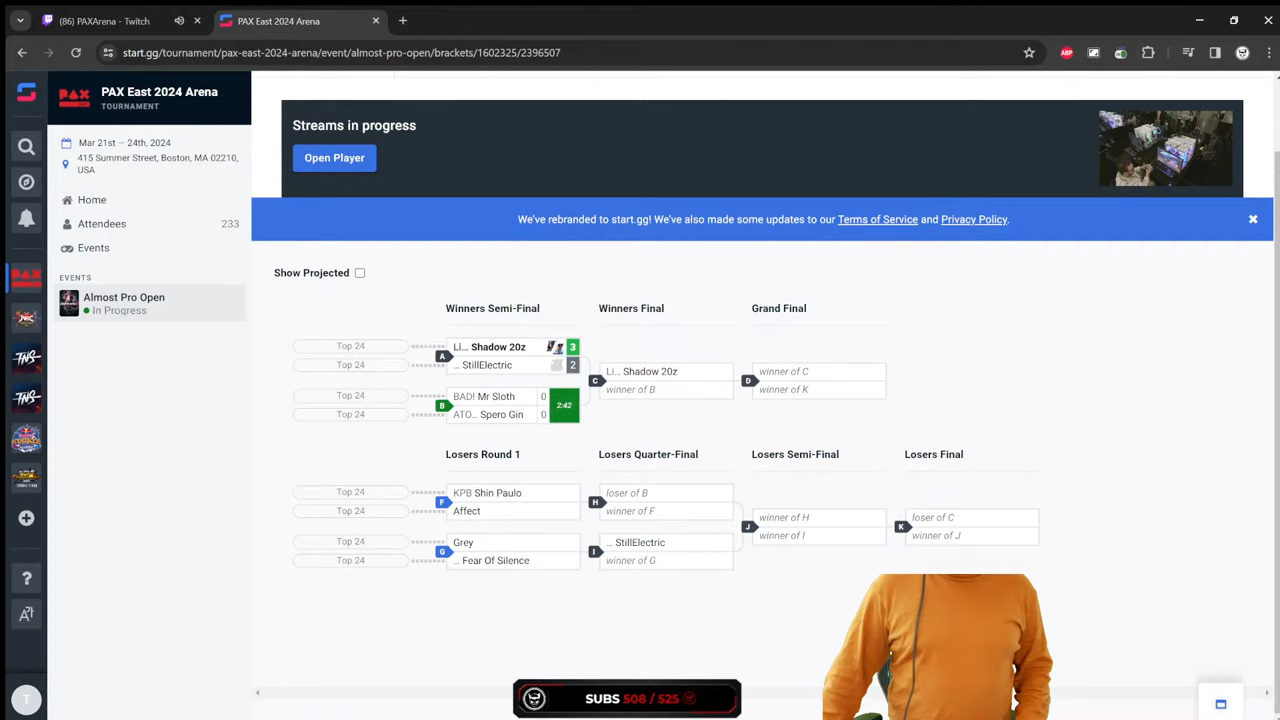 (86) PAXArena - Twitch
PAX East 2024 Arena
start.gg/tournament/pax-east-2024-arena/event/almost-pro-open/brackets/1602325/2396507
ABP
PAX
PAX East 2024 Arena
TOURNAMENT
Mar 21st – 24th, 2024
415 Summer Street, Boston, MA 02210,
USA
Home
Attendees 233
Events
EVENTS
Almost Pro Open
In Progress
PAX
TNS
TNS
?
T
Streams in progress
Open Player
We've rebranded to start.gg! We've also made some updates to our Terms of Service and Privacy Policy.
Show Projected
Winners Semi-Final Winners Final Grand Final
Top 24 Li... Shadow 20z 3
Top 24 A ... StillElectric 2
C Li... Shadow 20z
winner of B
D winner of C
winner of K
Top 24 BAD! Mr Sloth 0
B 2:42
Top 24 ATO... Spero Gin 0
Losers Round 1 Losers Quarter-Final Losers Semi-Final Losers Final
Top 24 KPB Shin Paulo
F
Top 24 Affect
H loser of B
winner of F
J winner of H
winner of I
K loser of C
winner of J
Top 24 Grey
G
Top 24 ... Fear Of Silence
I ... StillElectric
winner of G
SUBS 508 / 525